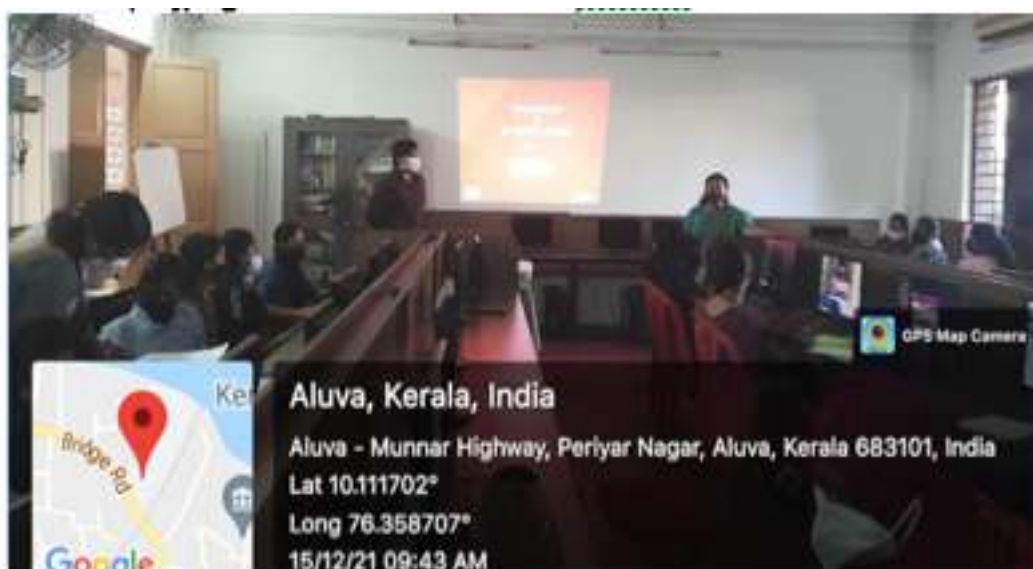 GPS Map Camera
Aluva, Kerala, India
Aluva - Munnar Highway, Periyar Nagar, Aluva, Kerala 683101, India
Lat 10.111702°
Long 76.358707°
15/12/21 09:43 AM
Bridge Rd
Google